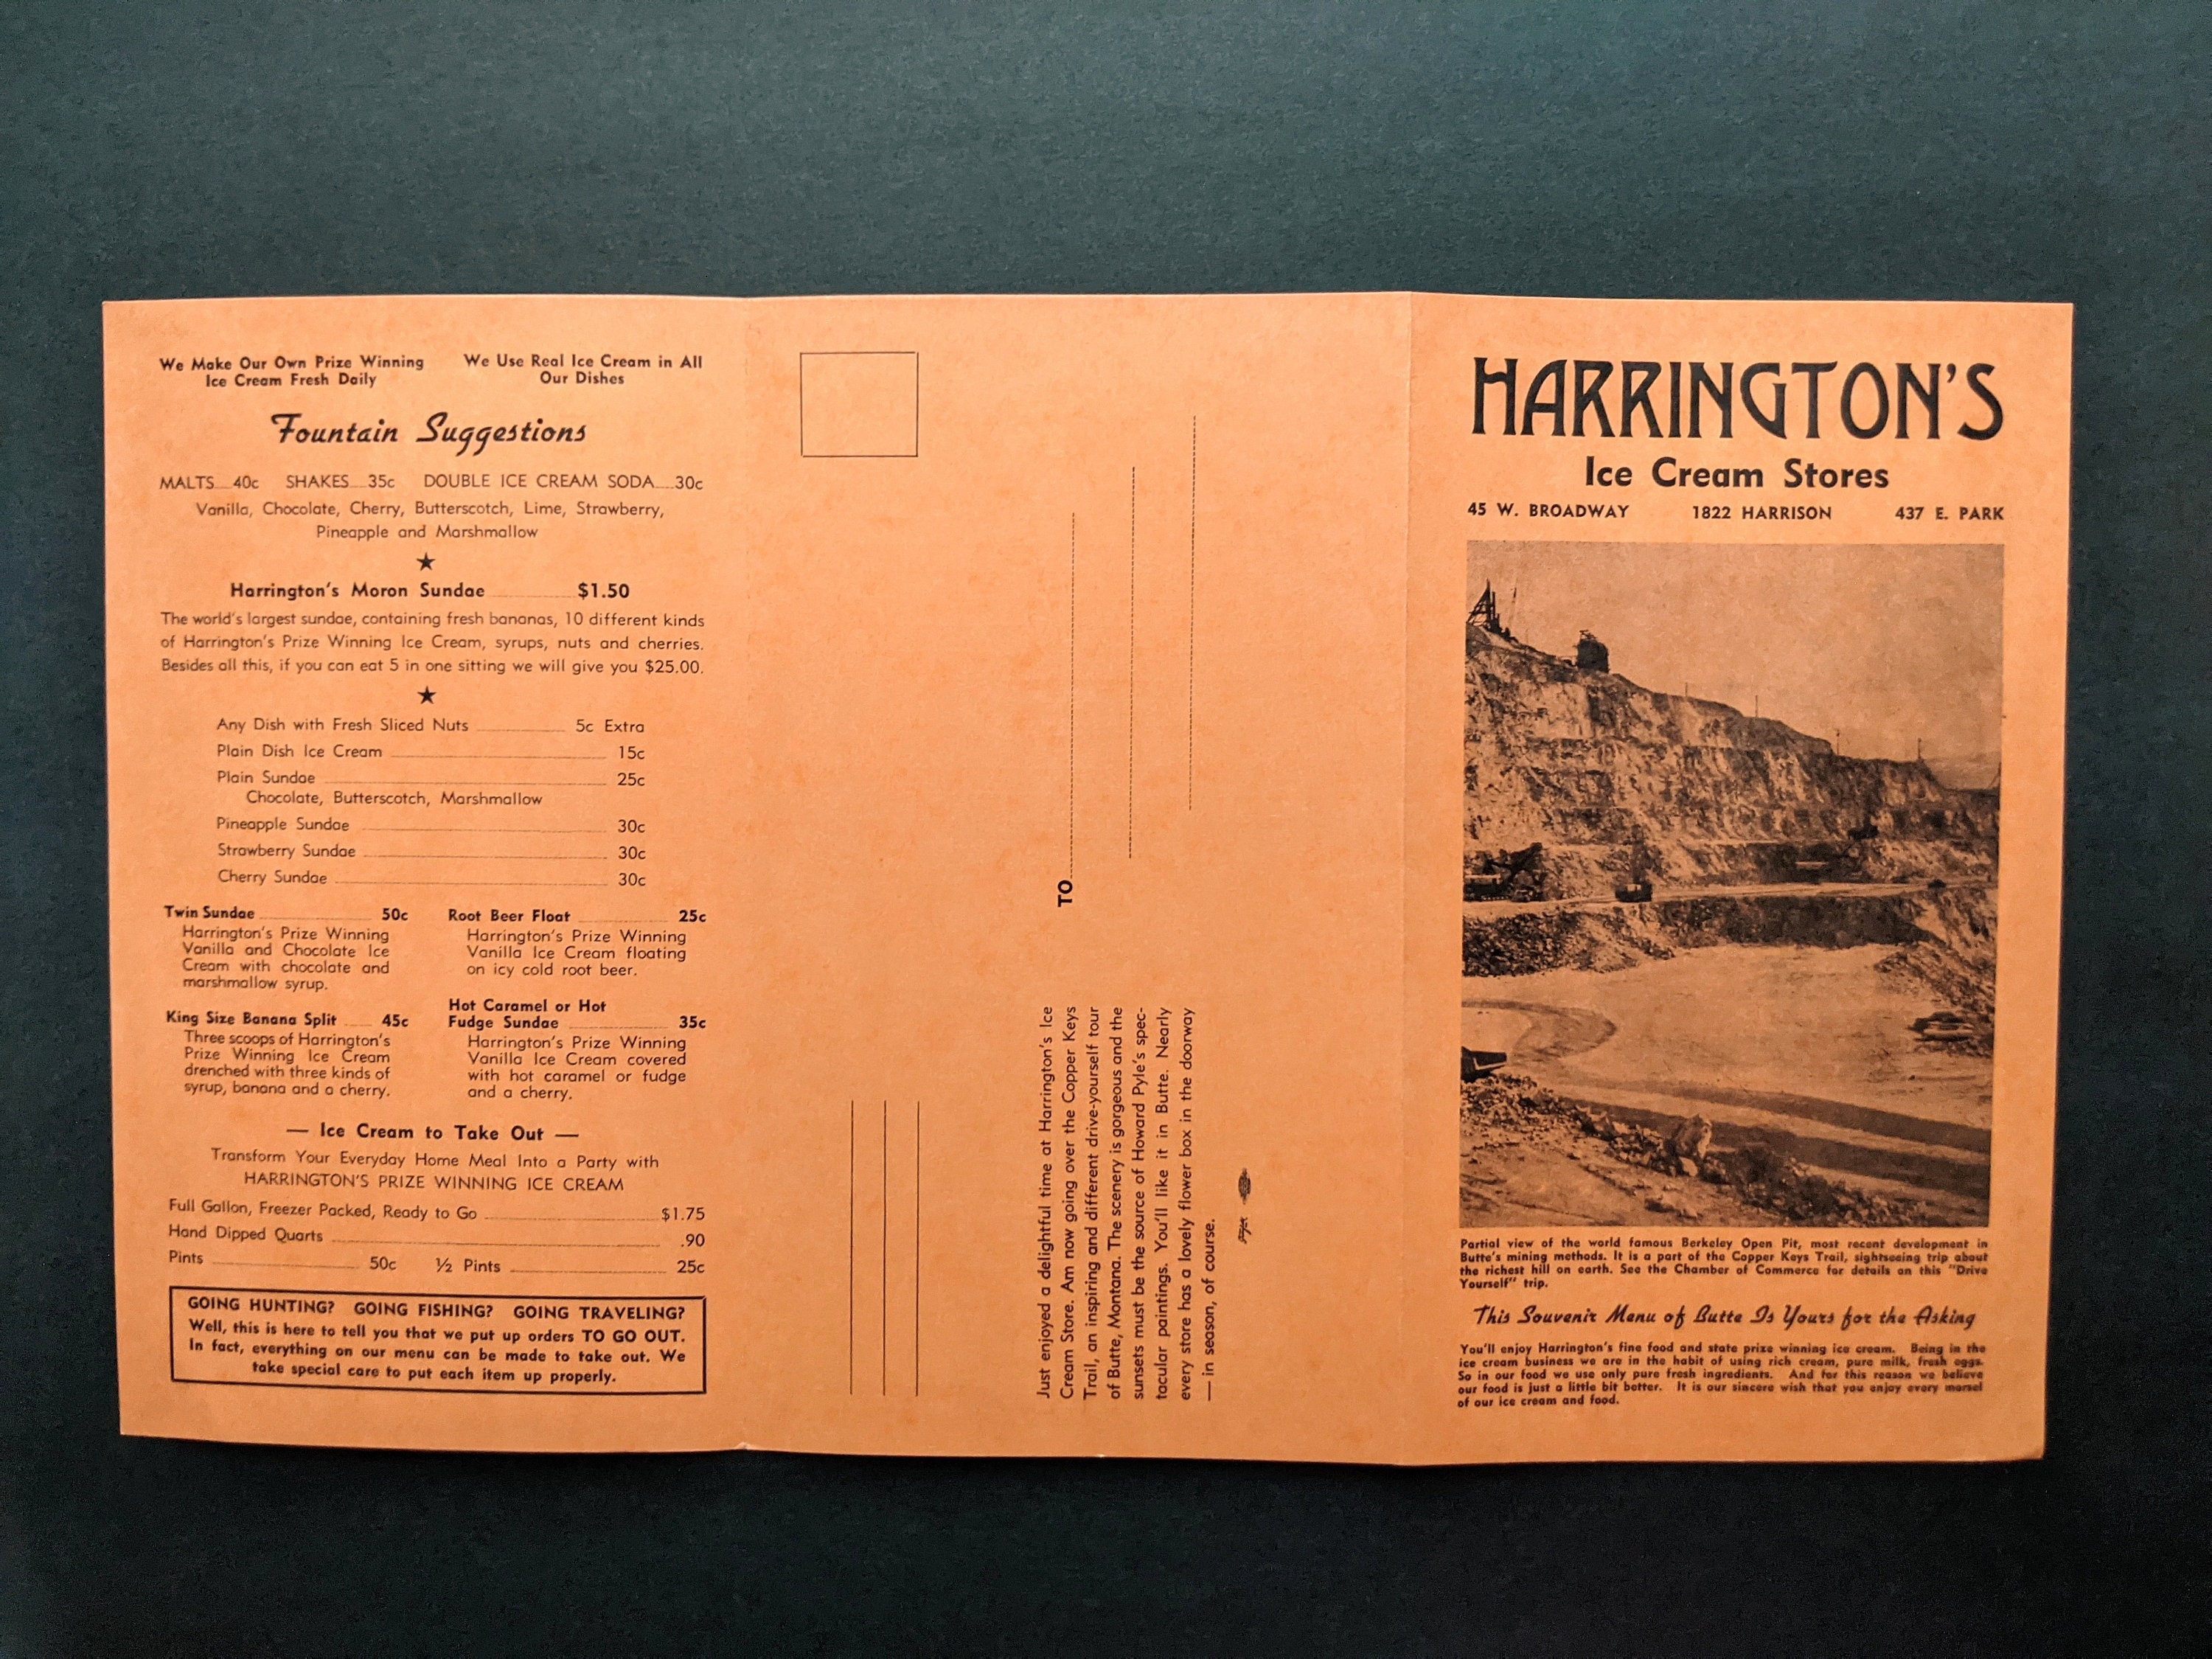 We Make Our Own Prize Winning
Ice Cream Fresh Daily
We Use Real Ice Cream in All
Our Dishes
Fountain Suggestions
MALTS 40c SHAKES 35c DOUBLE ICE CREAM SODA 30c
Vanilla, Chocolate, Cherry, Butterscotch, Lime, Strawberry,
Pineapple and Marshmallow
Harrington's Moron Sundae $1.50
The world's largest sundae, containing fresh bananas, 10 different kinds
of Harrington's Prize Winning Ice Cream, syrups, nuts and cherries.
Besides all this, if you can eat 5 in one sitting we will give you $25.00.
Any Dish with Fresh Sliced Nuts 5c Extra
Plain Dish Ice Cream 15c
Plain Sundae 25c
Chocolate, Butterscotch, Marshmallow
Pineapple Sundae 30c
Strawberry Sundae 30c
Cherry Sundae 30c
Twin Sundae 50c
Harrington's Prize Winning
Vanilla and Chocolate Ice
Cream with chocolate and
marshmallow syrup.
King Size Banana Split 45c
Three scoops of Harrington's
Prize Winning Ice Cream
drenched with three kinds of
syrup, banana and a cherry.
Root Beer Float 25c
Harrington's Prize Winning
Vanilla Ice Cream floating
on icy cold root beer.
Hot Caramel or Hot
Fudge Sundae 35c
Harrington's Prize Winning
Vanilla Ice Cream covered
with hot caramel or fudge
and a cherry.
— Ice Cream to Take Out —
Transform Your Everyday Home Meal Into a Party with
HARRINGTON'S PRIZE WINNING ICE CREAM
Full Gallon, Freezer Packed, Ready to Go $1.75
Hand Dipped Quarts .90
Pints 50c ½ Pints 25c
GOING HUNTING? GOING FISHING? GOING TRAVELING?
Well, this is here to tell you that we put up orders TO GO OUT.
In fact, everything on our menu can be made to take out. We
take special care to put each item up properly.
TO
Just enjoyed a delightful time at Harrington's Ice
Cream Store. Am now going over the Copper Keys
Trail, an inspiring and different drive-yourself tour
of Butte, Montana. The scenery is gorgeous and the
sunsets must be the source of Howard Pyle's spec-
tacular paintings. You'll like it in Butte. Nearly
every store has a lovely flower box in the doorway
— in season, of course.
HARRINGTON'S
Ice Cream Stores
45 W. BROADWAY 1822 HARRISON 437 E. PARK
Partial view of the world famous Berkeley Open Pit, most recent development in
Butte's mining methods. It is a part of the Copper Keys Trail, sightseeing trip about
the richest hill on earth. See the Chamber of Commerce for details on this "Drive
Yourself" trip.
This Souvenir Menu of Butte Is Yours for the Asking
You'll enjoy Harrington's fine food and state prize winning ice cream. Being in the
ice cream business we are in the habit of using rich cream, pure milk, fresh eggs.
So in our food we use only pure fresh ingredients. And for this reason we believe
our food is just a little bit better. It is our sincere wish that you enjoy every morsel
of our ice cream and food.